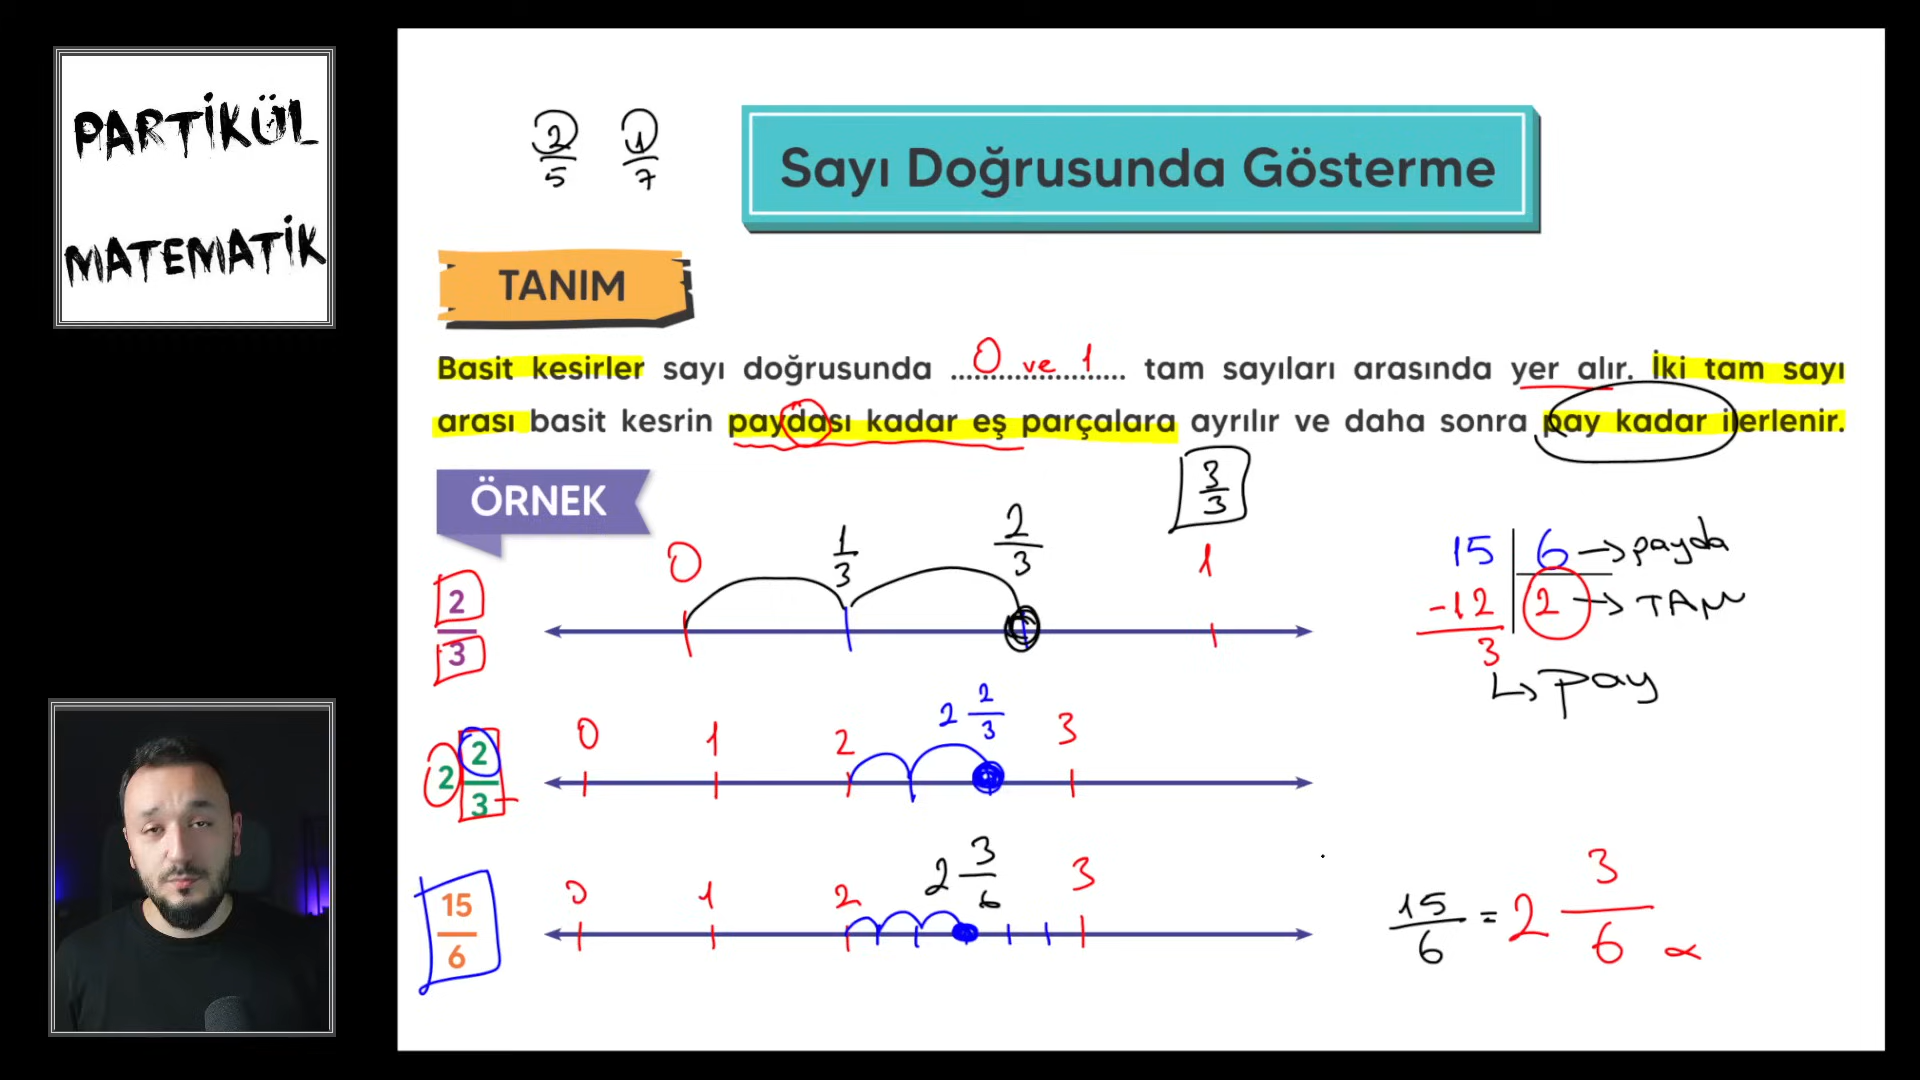 PARTİKÜL
MATEMATİK
2/5 1/7
Sayı Doğrusunda Gösterme
TANIM
Basit kesirler sayı doğrusunda ...0 ve 1... tam sayıları arasında yer alır. İki tam sayı
arası basit kesrin paydası kadar eş parçalara ayrılır ve daha sonra pay kadar ilerlenir.
ÖRNEK
3/3
0 1/3 2/3 1
2/3
15 6 → payda
-12 2 → TAM
3
↳ pay
2 2/3
0 1 2 3
2 2/3
2 3/6
0 1 2 3
15/6
15/6 = 2 3/6